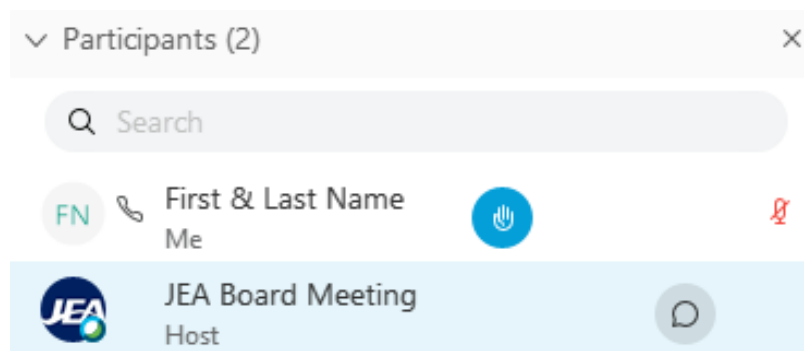 Participants (2)
Search
FN
First & Last Name
Me
JEA
JEA Board Meeting
Host